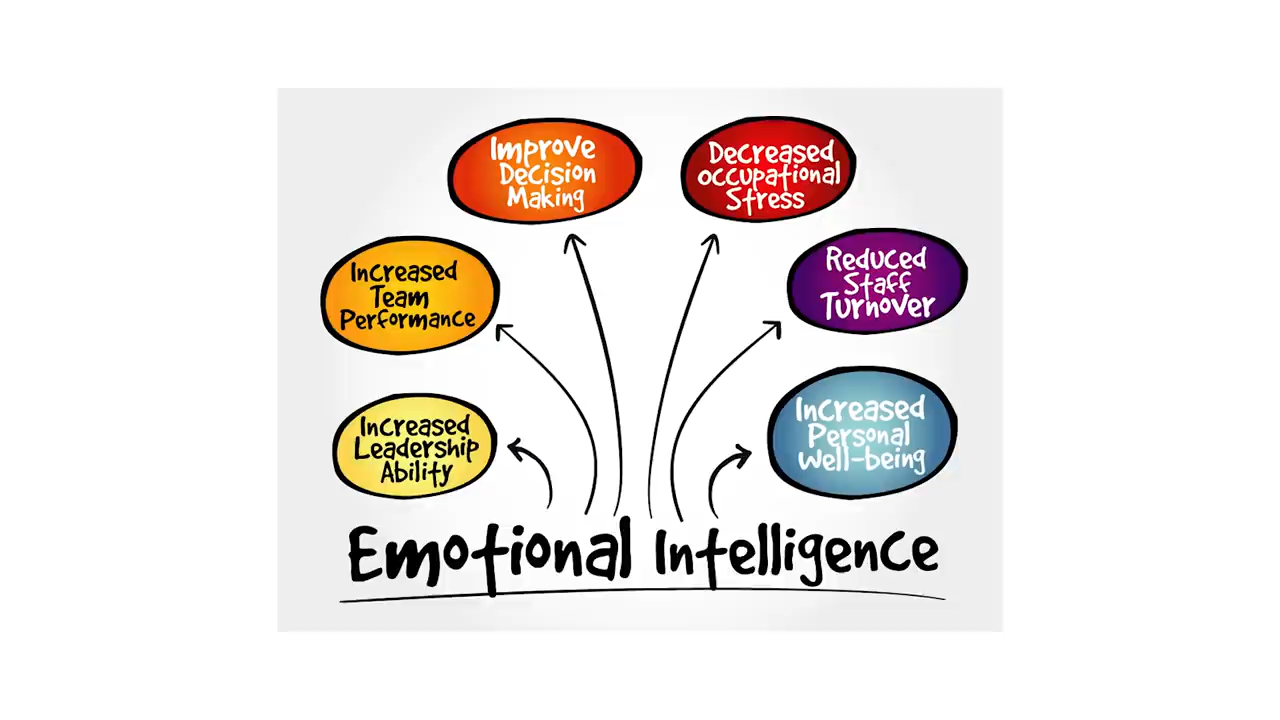 Improve
Decision
Making
Decreased
Occupational
Stress
Increased
Team
Performance
Reduced
Staff
Turnover
Increased
Leadership
Ability
Increased
Personal
Well-being
Emotional Intelligence